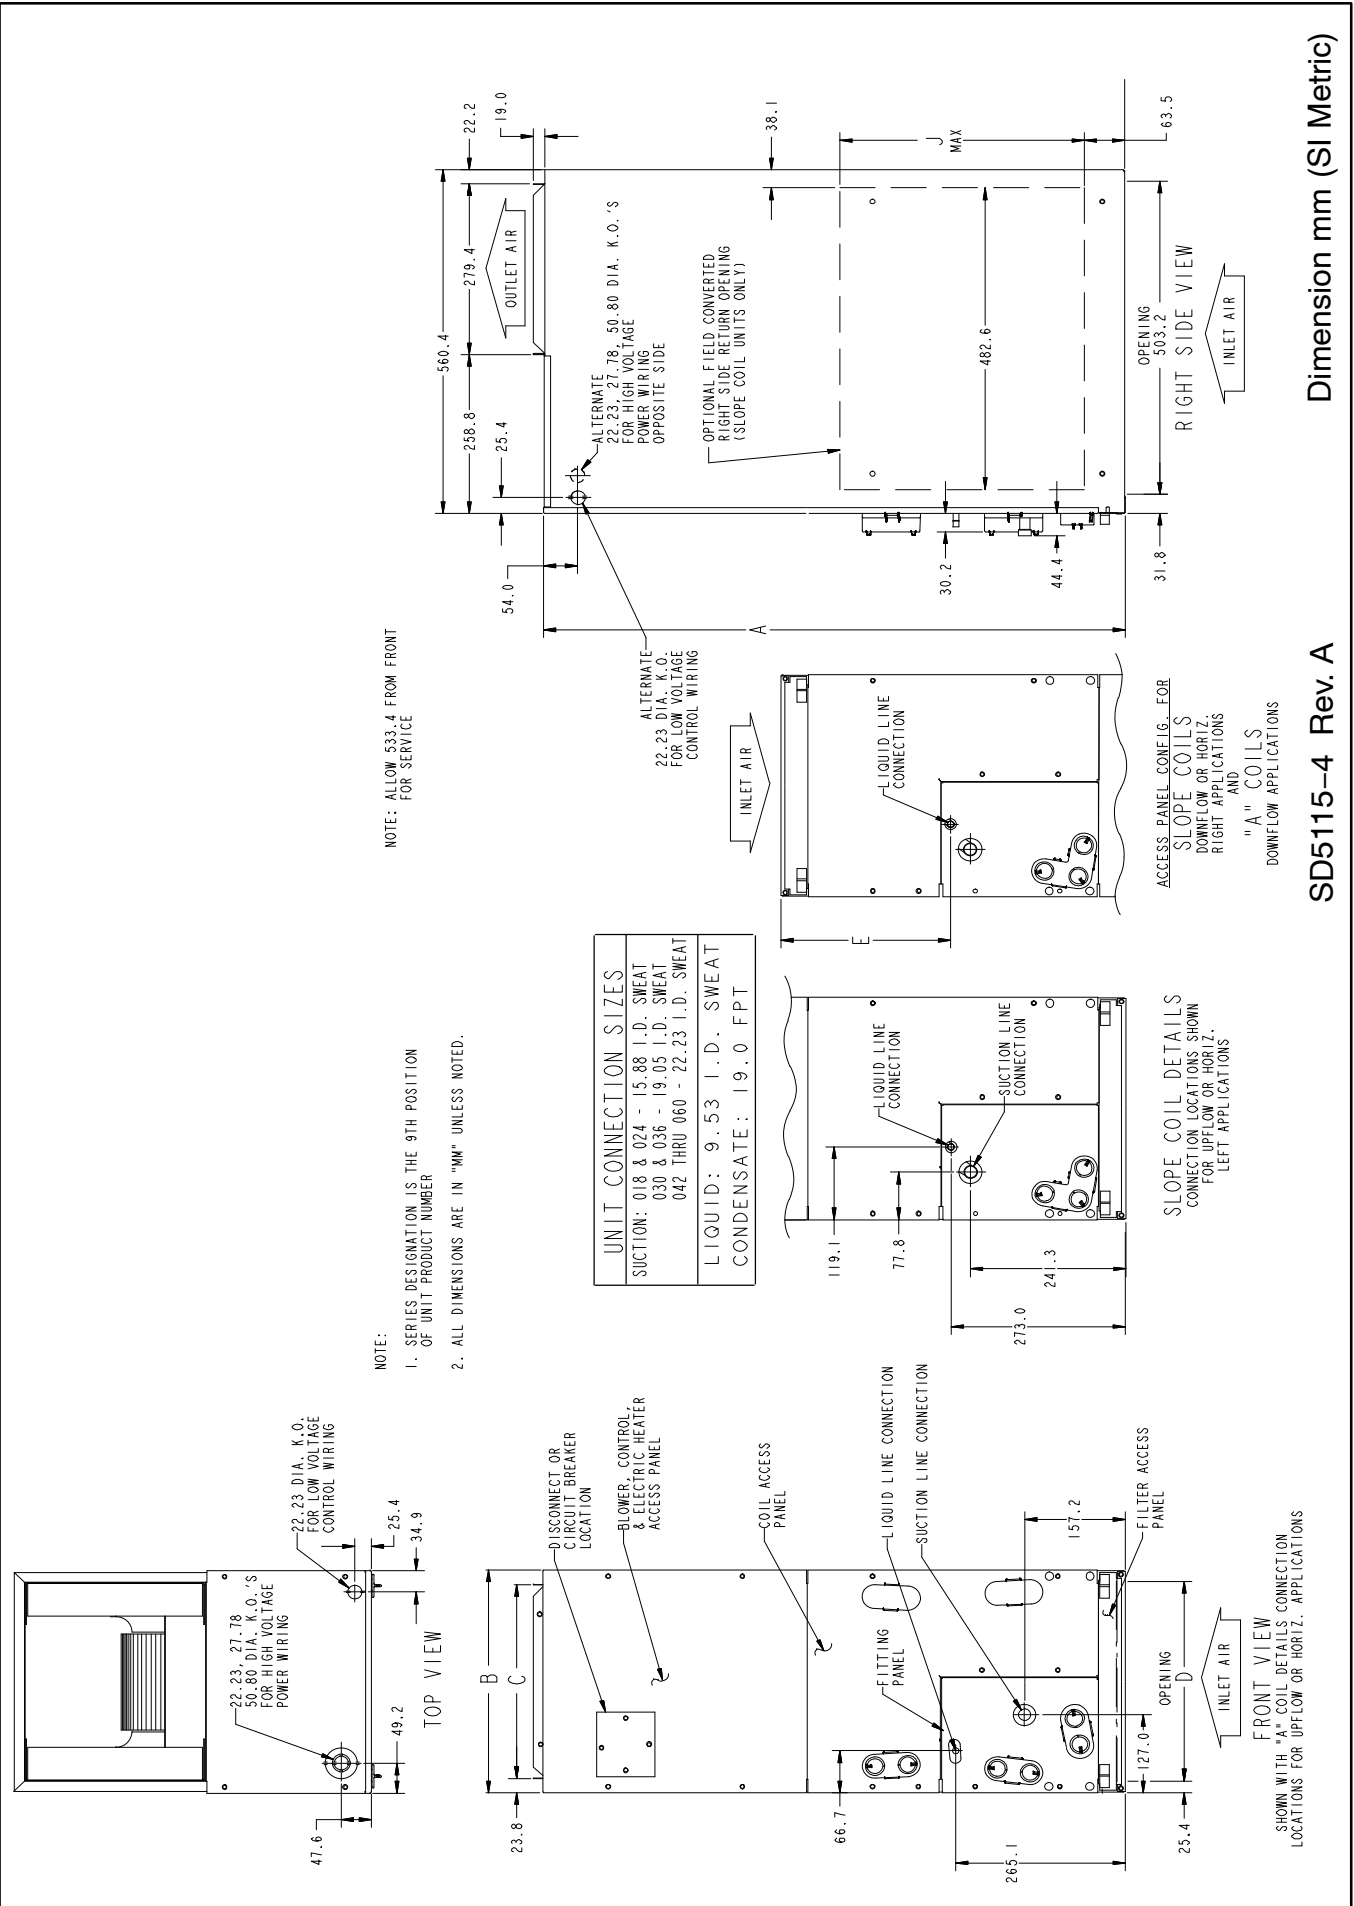 22.23, 27.78
50.80 DIA. K.O.'S
FOR HIGH VOLTAGE
POWER WIRING
22.23 DIA. K.O.
FOR LOW VOLTAGE
CONTROL WIRING
47.6
49.2
25.4
34.9
TOP VIEW
NOTE:
1. SERIES DESIGNATION IS THE 9TH POSITION
OF UNIT PRODUCT NUMBER
2. ALL DIMENSIONS ARE IN "MM" UNLESS NOTED.
NOTE: ALLOW 533.4 FROM FRONT
FOR SERVICE
B
C
23.8
DISCONNECT OR
CIRCUIT BREAKER
LOCATION
BLOWER, CONTROL,
& ELECTRIC HEATER
ACCESS PANEL
COIL ACCESS
PANEL
FITTING
PANEL
LIQUID LINE CONNECTION
SUCTION LINE CONNECTION
66.7
265.1
127.0
157.2
25.4
FILTER ACCESS
PANEL
OPENING
D
INLET AIR
FRONT VIEW
SHOWN WITH "A" COIL DETAILS CONNECTION
LOCATIONS FOR UPFLOW OR HORIZ. APPLICATIONS
UNIT CONNECTION SIZES
SUCTION: 018 & 024 - 15.88 I.D. SWEAT
030 & 036 - 19.05 I.D. SWEAT
042 THRU 060 - 22.23 I.D. SWEAT
LIQUID: 9.53 I.D. SWEAT
CONDENSATE: 19.0 FPT
119.1
77.8
LIQUID LINE
CONNECTION
SUCTION LINE
CONNECTION
273.0
241.3
SLOPE COIL DETAILS
CONNECTION LOCATIONS SHOWN
FOR UPFLOW OR HORIZ.
LEFT APPLICATIONS
INLET AIR
E
LIQUID LINE
CONNECTION
ACCESS PANEL CONFIG. FOR
SLOPE COILS
DOWNFLOW OR HORIZ.
RIGHT APPLICATIONS
AND
"A" COILS
DOWNFLOW APPLICATIONS
560.4
22.2
258.8
279.4
25.4
19.0
OUTLET AIR
54.0
ALTERNATE
22.23 DIA. K.O.
FOR LOW VOLTAGE
CONTROL WIRING
ALTERNATE
22.23, 27.78, 50.80 DIA. K.O.'S
FOR HIGH VOLTAGE
POWER WIRING
OPPOSITE SIDE
OPTIONAL FIELD CONVERTED
RIGHT SIDE RETURN OPENING
(SLOPE COIL UNITS ONLY)
A
38.1
J
MAX
482.6
30.2
44.4
31.8
63.5
OPENING
503.2
RIGHT SIDE VIEW
INLET AIR
SD5115–4 Rev. A
Dimension mm (SI Metric)